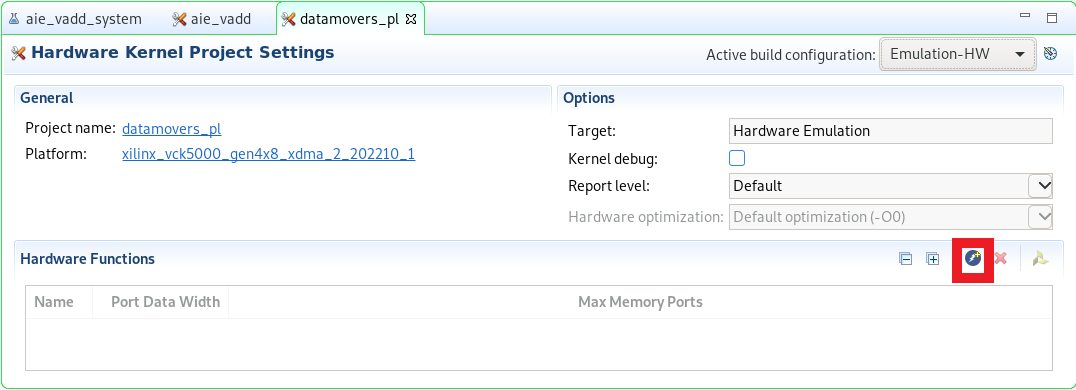 aie_vadd_system aie_vadd datamovers_pl
Hardware Kernel Project Settings
Active build configuration: Emulation-HW
General
Project name: datamovers_pl
Platform: xilinx_vck5000_gen4x8_xdma_2_202210_1
Options
Target: Hardware Emulation
Kernel debug:
Report level: Default
Hardware optimization: Default optimization (-O0)
Hardware Functions
Name Port Data Width Max Memory Ports